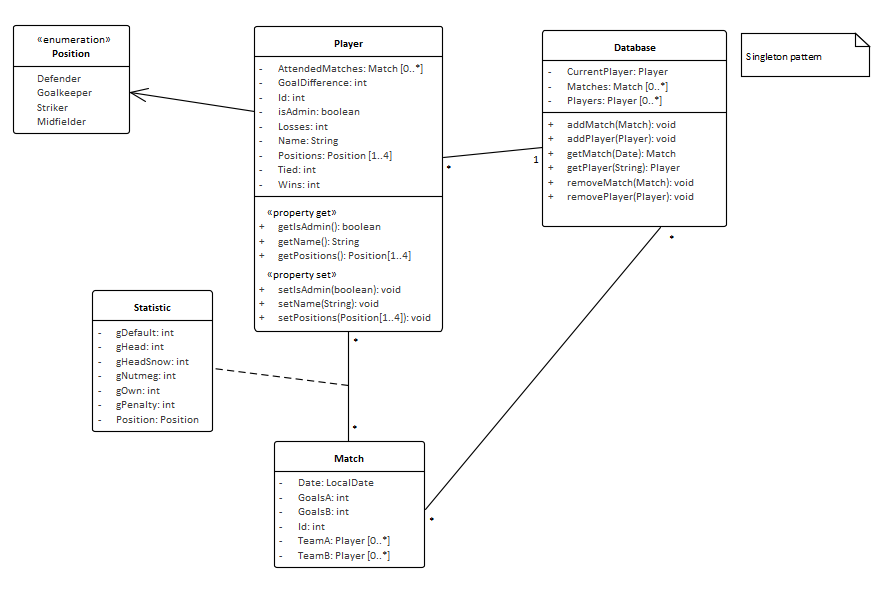 «enumeration»
Position
Defender
Goalkeeper
Striker
Midfielder
Player
- AttendedMatches: Match [0..*]
- GoalDifference: int
- Id: int
- isAdmin: boolean
- Losses: int
- Name: String
- Positions: Position [1..4]
- Tied: int
- Wins: int
«property get»
+ getIsAdmin(): boolean
+ getName(): String
+ getPositions(): Position[1..4]
«property set»
+ setIsAdmin(boolean): void
+ setName(String): void
+ setPositions(Position[1..4]): void
*
1
Database
- CurrentPlayer: Player
- Matches: Match [0..*]
- Players: Player [0..*]
+ addMatch(Match): void
+ addPlayer(Player): void
+ getMatch(Date): Match
+ getPlayer(String): Player
+ removeMatch(Match): void
+ removePlayer(Player): void
*
Singleton pattern
Statistic
- gDefault: int
- gHead: int
- gHeadSnow: int
- gNutmeg: int
- gOwn: int
- gPenalty: int
- Position: Position
*
*
Match
- Date: LocalDate
- GoalsA: int
- GoalsB: int
- Id: int
- TeamA: Player [0..*]
- TeamB: Player [0..*]
*